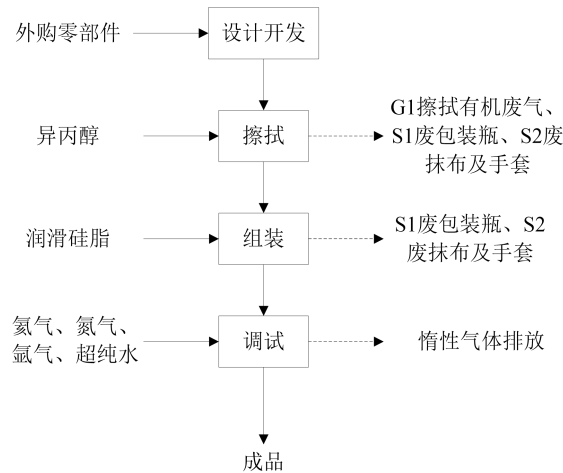 外购零部件
设计开发
异丙醇
擦拭
G1擦拭有机废气、
S1废包装瓶、S2废
抹布及手套
润滑硅脂
组装
S1废包装瓶、S2
废抹布及手套
氦气、氮气、
氩气、超纯水
调试
惰性气体排放
成品